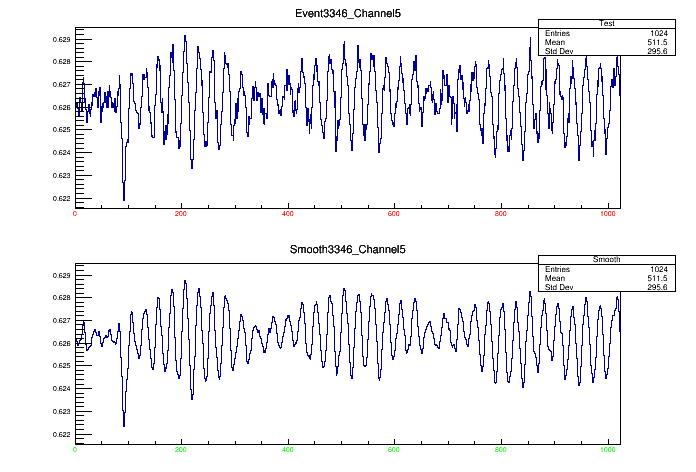 Event3346_Channel5
Test
Entries 1024
Mean 511.5
Std Dev 295.6
0.629
0.628
0.627
0.626
0.625
0.624
0.623
0.622
0 200 400 600 800 1000
Smooth3346_Channel5
Smooth
Entries 1024
Mean 511.5
Std Dev 295.6
0.629
0.628
0.627
0.626
0.625
0.624
0.623
0.622
0 200 400 600 800 1000